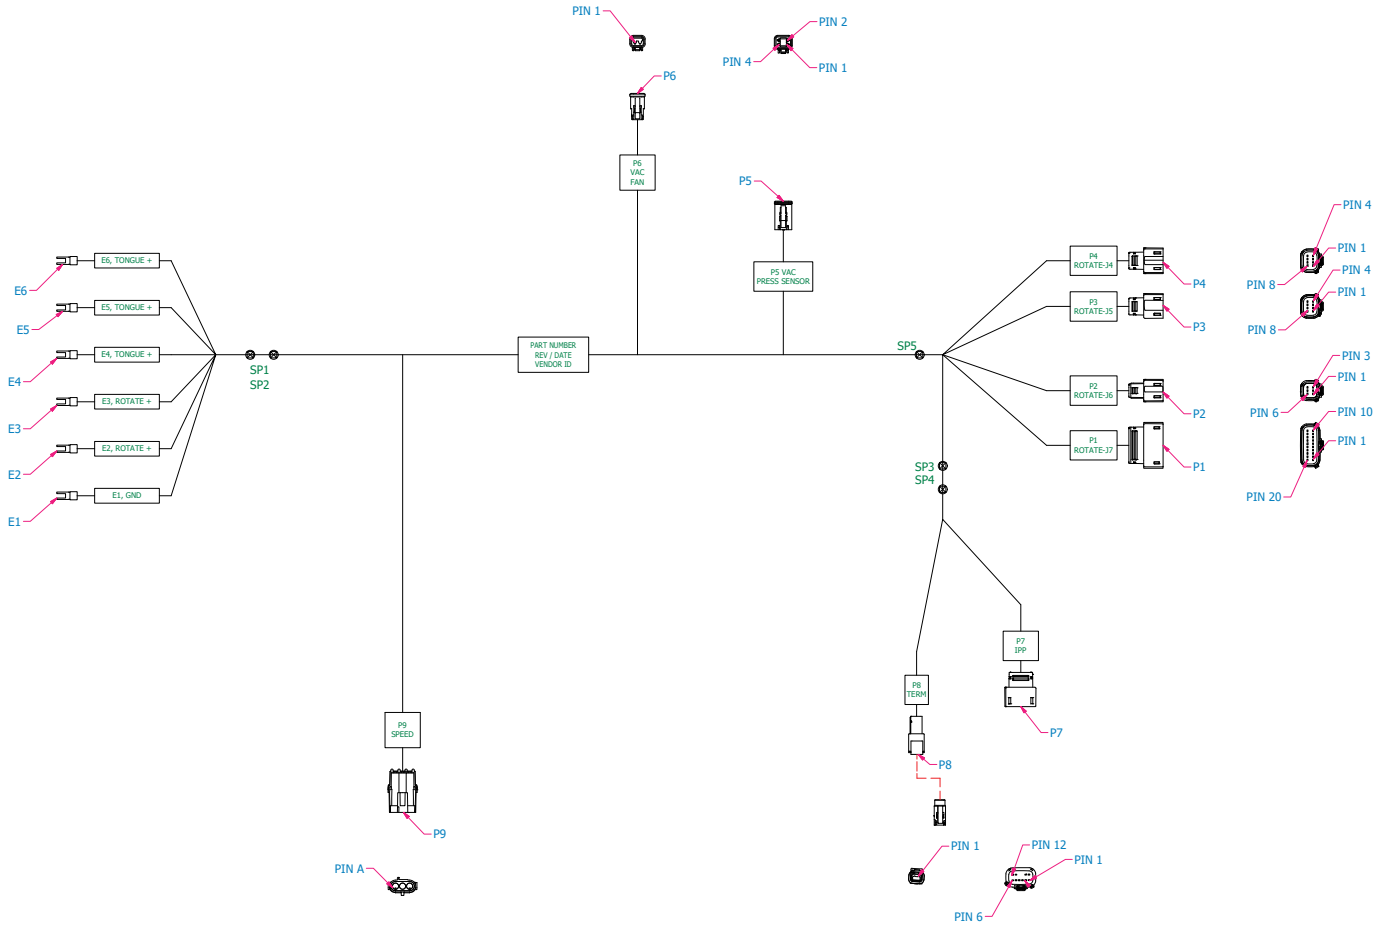 PIN 1
PIN 2
PIN 4
PIN 1
P6
P6
VAC
FAN
P5
P5 VAC
PRESS SENSOR
E6, TONGUE +
E6
E5, TONGUE +
E5
E4, TONGUE +
E4
E3, ROTATE +
E3
E2, ROTATE +
E2
E1, GND
E1
SP1
SP2
PART NUMBER
REV / DATE
VENDOR ID
SP5
P4
ROTATE-J4
P4
P3
ROTATE-J5
P3
P2
ROTATE-J6
P2
P1
ROTATE-J7
P1
PIN 4
PIN 1
PIN 8
PIN 4
PIN 1
PIN 8
PIN 3
PIN 1
PIN 6
PIN 10
PIN 1
PIN 20
SP3
SP4
P7
IPP
P7
P8
TERM
P8
P9
SPEED
P9
PIN A
PIN 1
PIN 12
PIN 1
PIN 6